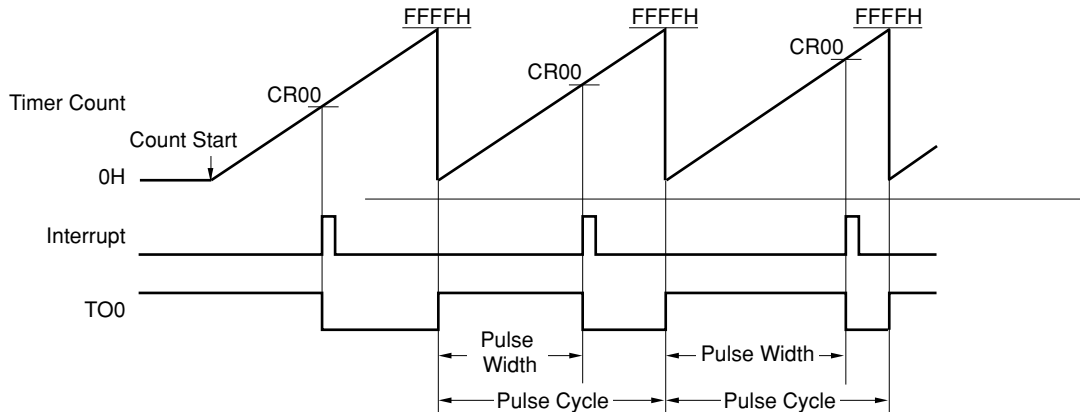 FFFFH
FFFFH
FFFFH
CR00
CR00
CR00
Timer Count
Count Start
0H
Interrupt
TO0
Pulse
Width
Pulse Width
Pulse Cycle
Pulse Cycle